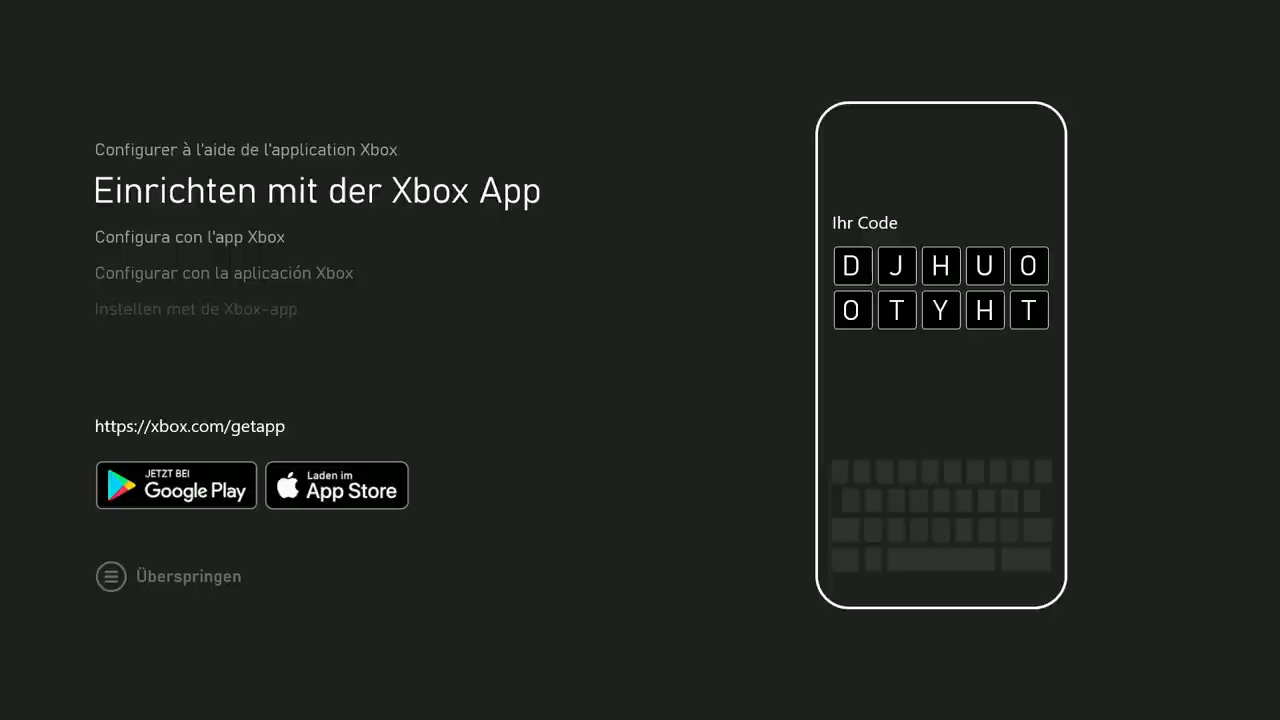 Configurer à l'aide de l'application Xbox
Einrichten mit der Xbox App
Configura con l'app Xbox
Configurar con la aplicación Xbox
Instellen met de Xbox-app
https://xbox.com/getapp
JETZT BEI
Google Play
Laden im
App Store
Überspringen
Ihr Code
D J H U O
O T Y H T